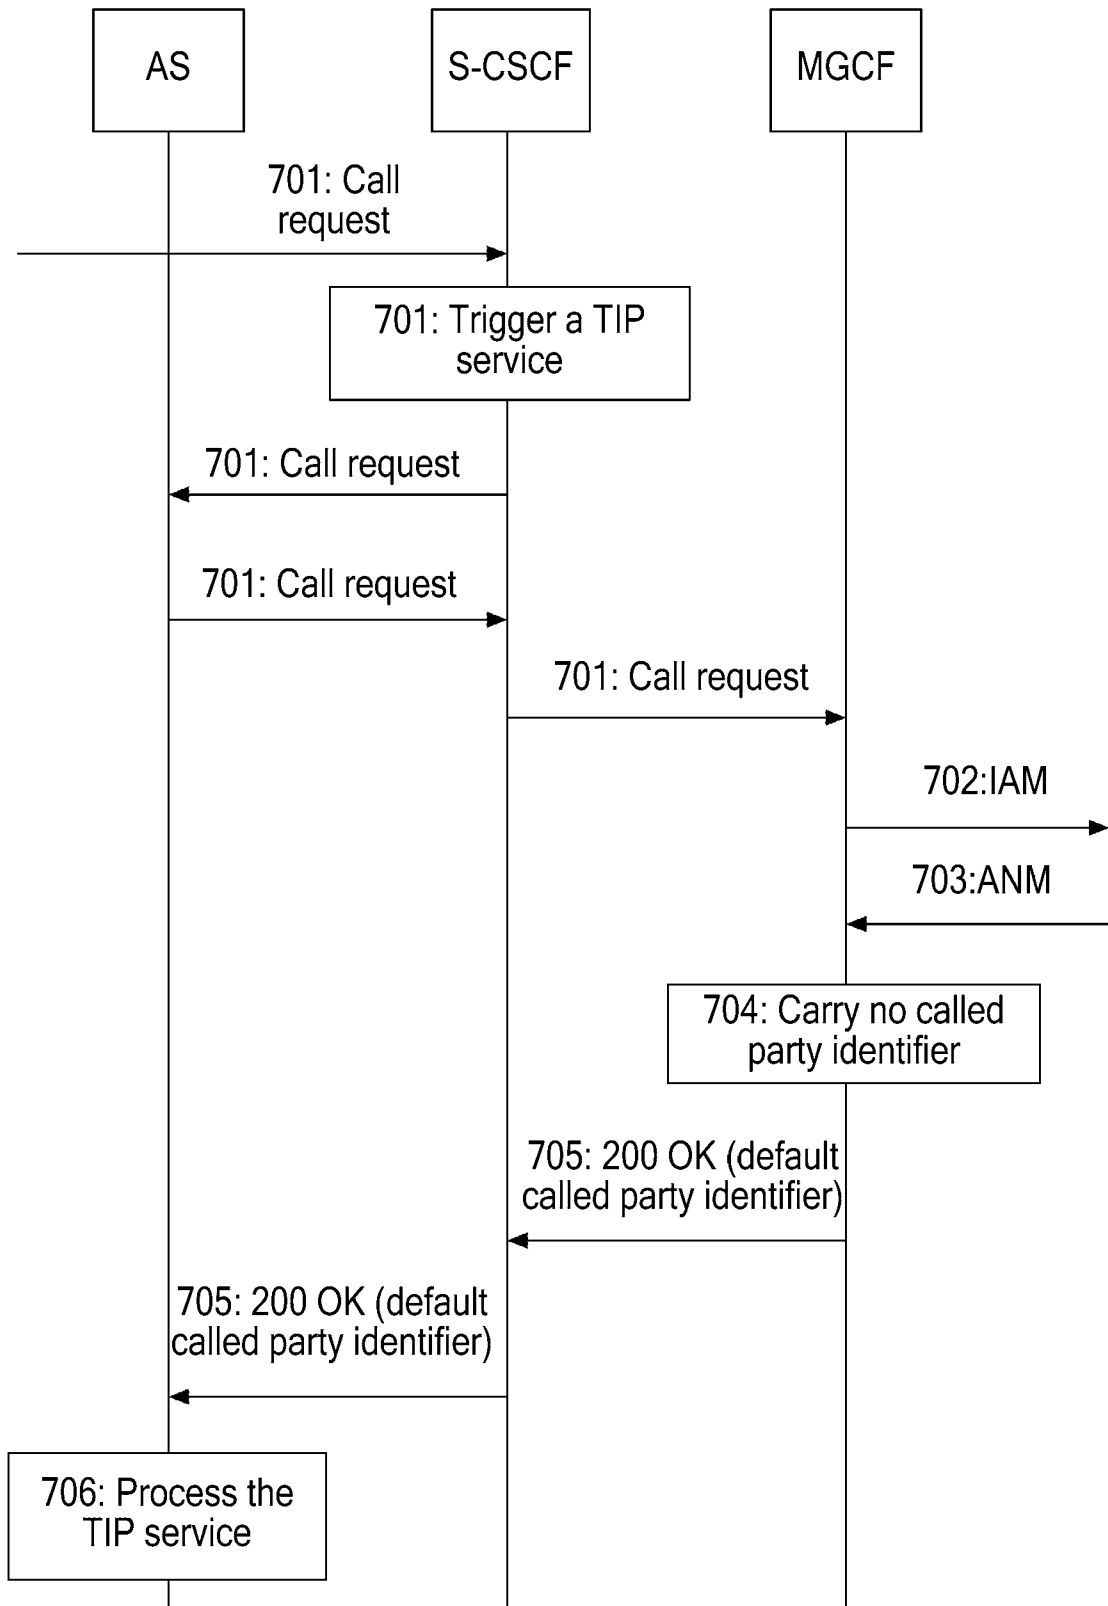 AS
S-CSCF
MGCF
701: Call
request
701: Trigger a TIP
service
701: Call request
701: Call request
701: Call request
702:IAM
703:ANM
704: Carry no called
party identifier
705: 200 OK (default
called party identifier)
705: 200 OK (default
called party identifier)
706: Process the
TIP service